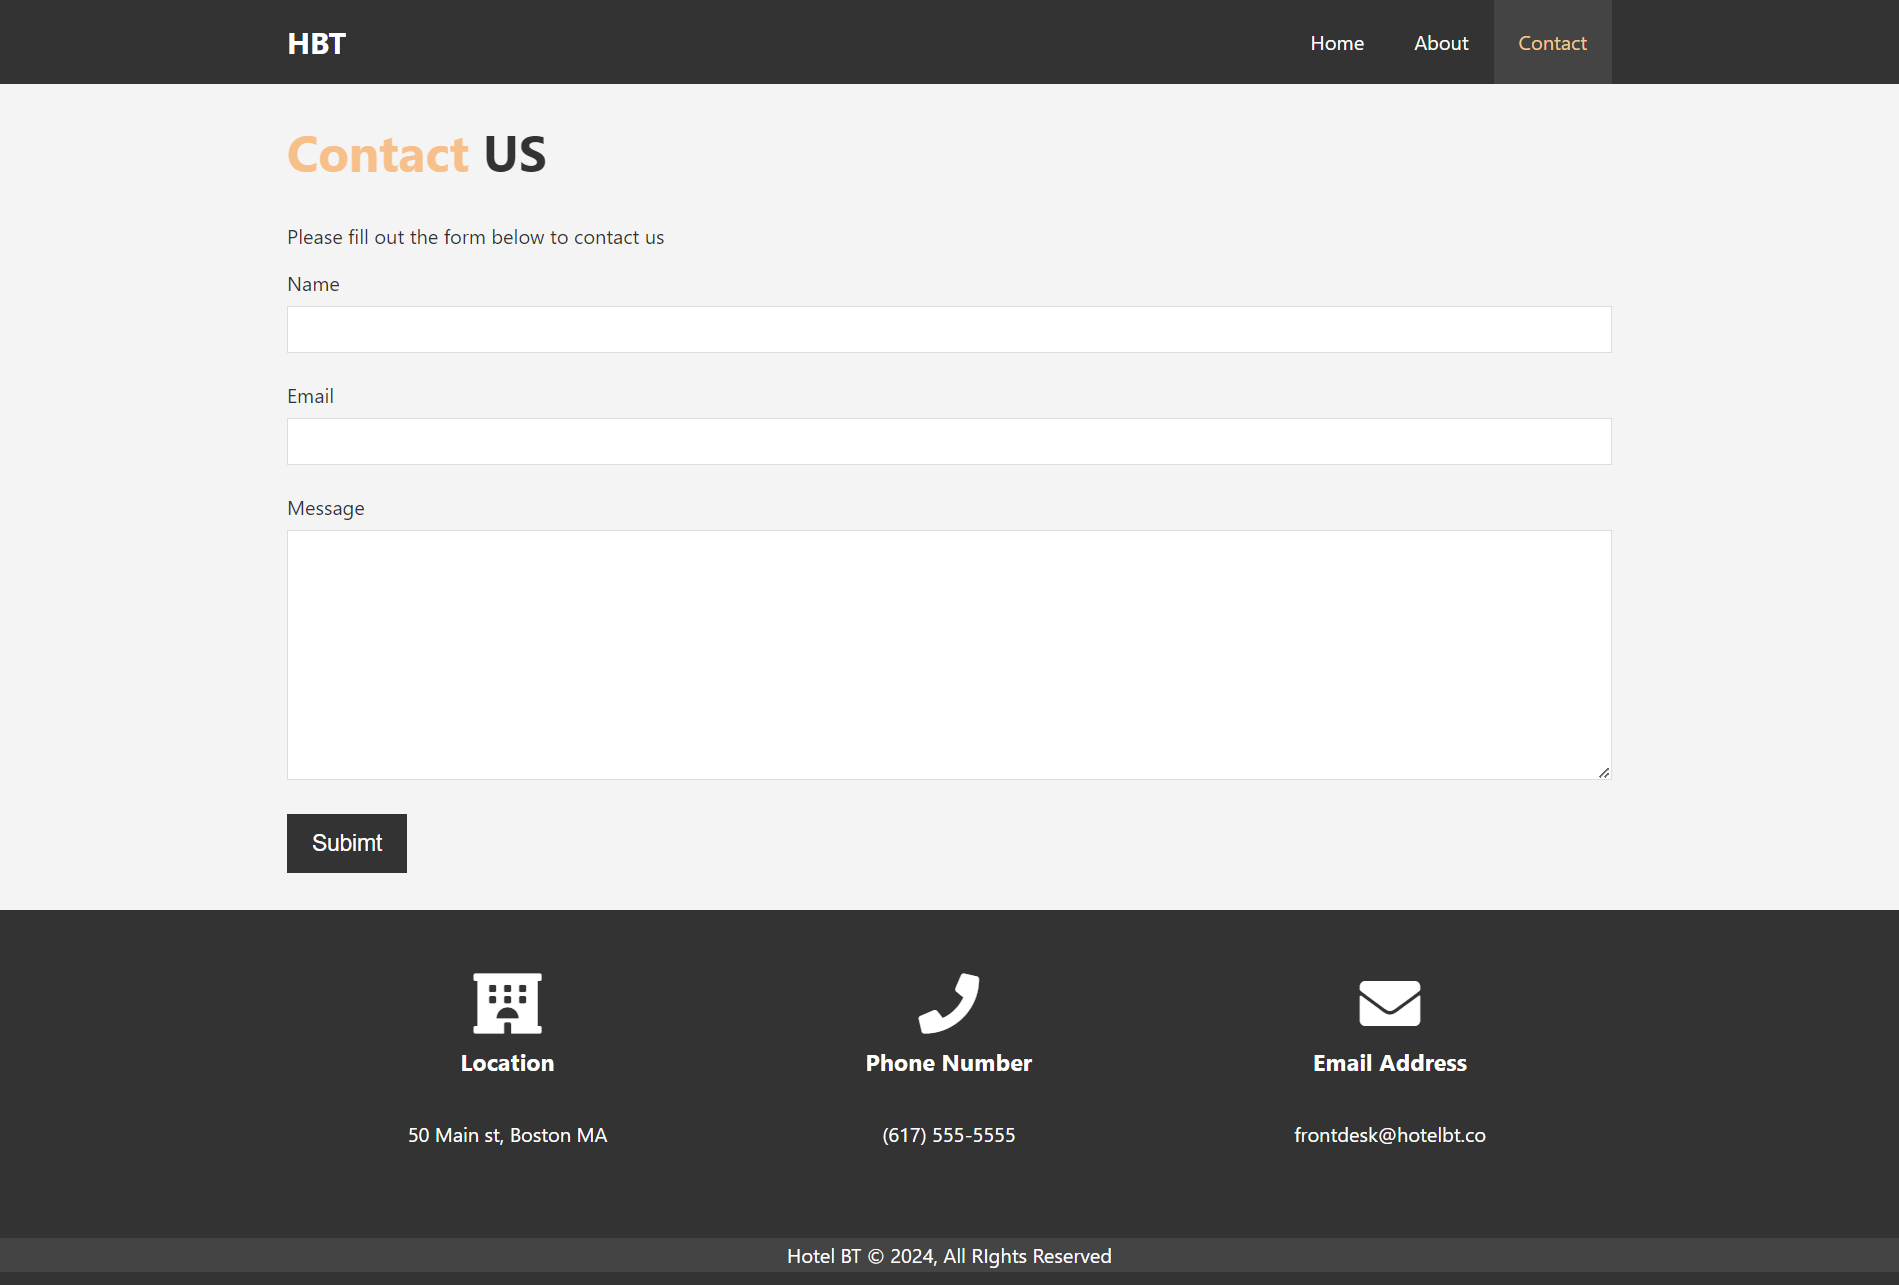 HBT
Home About Contact
Contact US
Please fill out the form below to contact us
Name
Email
Message
Subimt
Location
Phone Number
Email Address
50 Main st, Boston MA
(617) 555-5555
frontdesk@hotelbt.co
Hotel BT © 2024, All RIghts Reserved